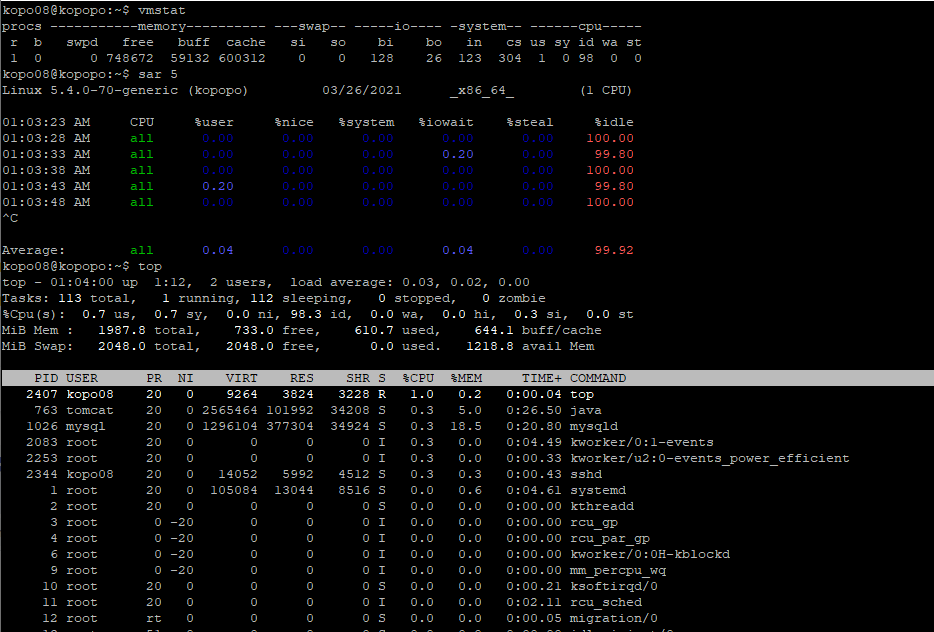 kopo08@kopopo:~$ vmstat
procs -----------memory---------- ---swap-- -----io---- -system-- ------cpu-----
 r  b   swpd   free   buff  cache   si   so    bi    bo   in   cs us sy id wa st
 1  0      0 748672  59132 600312    0    0   128    26  123  304  1  0 98  0  0
kopo08@kopopo:~$ sar 5
Linux 5.4.0-70-generic (kopopo)         03/26/2021      _x86_64_        (1 CPU)
01:03:23 AM     CPU     %user     %nice   %system   %iowait    %steal     %idle
01:03:28 AM     all      0.00      0.00      0.00      0.00      0.00    100.00
01:03:33 AM     all      0.00      0.00      0.00      0.20      0.00     99.80
01:03:38 AM     all      0.00      0.00      0.00      0.00      0.00    100.00
01:03:43 AM     all      0.20      0.00      0.00      0.00      0.00     99.80
01:03:48 AM     all      0.00      0.00      0.00      0.00      0.00    100.00
^C
Average:        all      0.04      0.00      0.00      0.04      0.00     99.92
kopo08@kopopo:~$ top
top - 01:04:00 up  1:12,  2 users,  load average: 0.03, 0.02, 0.00
Tasks: 113 total,   1 running, 112 sleeping,   0 stopped,   0 zombie
%Cpu(s):  0.7 us,  0.7 sy,  0.0 ni, 98.3 id,  0.0 wa,  0.0 hi,  0.3 si,  0.0 st
MiB Mem :   1987.8 total,    733.0 free,    610.7 used,    644.1 buff/cache
MiB Swap:   2048.0 total,   2048.0 free,      0.0 used.   1218.8 avail Mem
    PID USER      PR  NI    VIRT    RES    SHR S  %CPU  %MEM     TIME+ COMMAND
   2407 kopo08    20   0    9264   3824   3228 R   1.0   0.2   0:00.04 top
    763 tomcat    20   0 2565464 101992  34208 S   0.3   5.0   0:26.50 java
   1026 mysql     20   0 1296104 377304  34924 S   0.3  18.5   0:20.80 mysqld
   2083 root      20   0       0      0      0 I   0.3   0.0   0:04.49 kworker/0:1-events
   2253 root      20   0       0      0      0 I   0.3   0.0   0:00.33 kworker/u2:0-events_power_efficient
   2344 kopo08    20   0   14052   5992   4512 S   0.3   0.3   0:00.43 sshd
      1 root      20   0  105084  13044   8516 S   0.0   0.6   0:04.61 systemd
      2 root      20   0       0      0      0 S   0.0   0.0   0:00.00 kthreadd
      3 root       0 -20       0      0      0 I   0.0   0.0   0:00.00 rcu_gp
      4 root       0 -20       0      0      0 I   0.0   0.0   0:00.00 rcu_par_gp
      6 root       0 -20       0      0      0 I   0.0   0.0   0:00.00 kworker/0:0H-kblockd
      9 root       0 -20       0      0      0 I   0.0   0.0   0:00.00 mm_percpu_wq
     10 root      20   0       0      0      0 S   0.0   0.0   0:00.21 ksoftirqd/0
     11 root      20   0       0      0      0 I   0.0   0.0   0:02.11 rcu_sched
     12 root      rt   0       0      0      0 S   0.0   0.0   0:00.05 migration/0